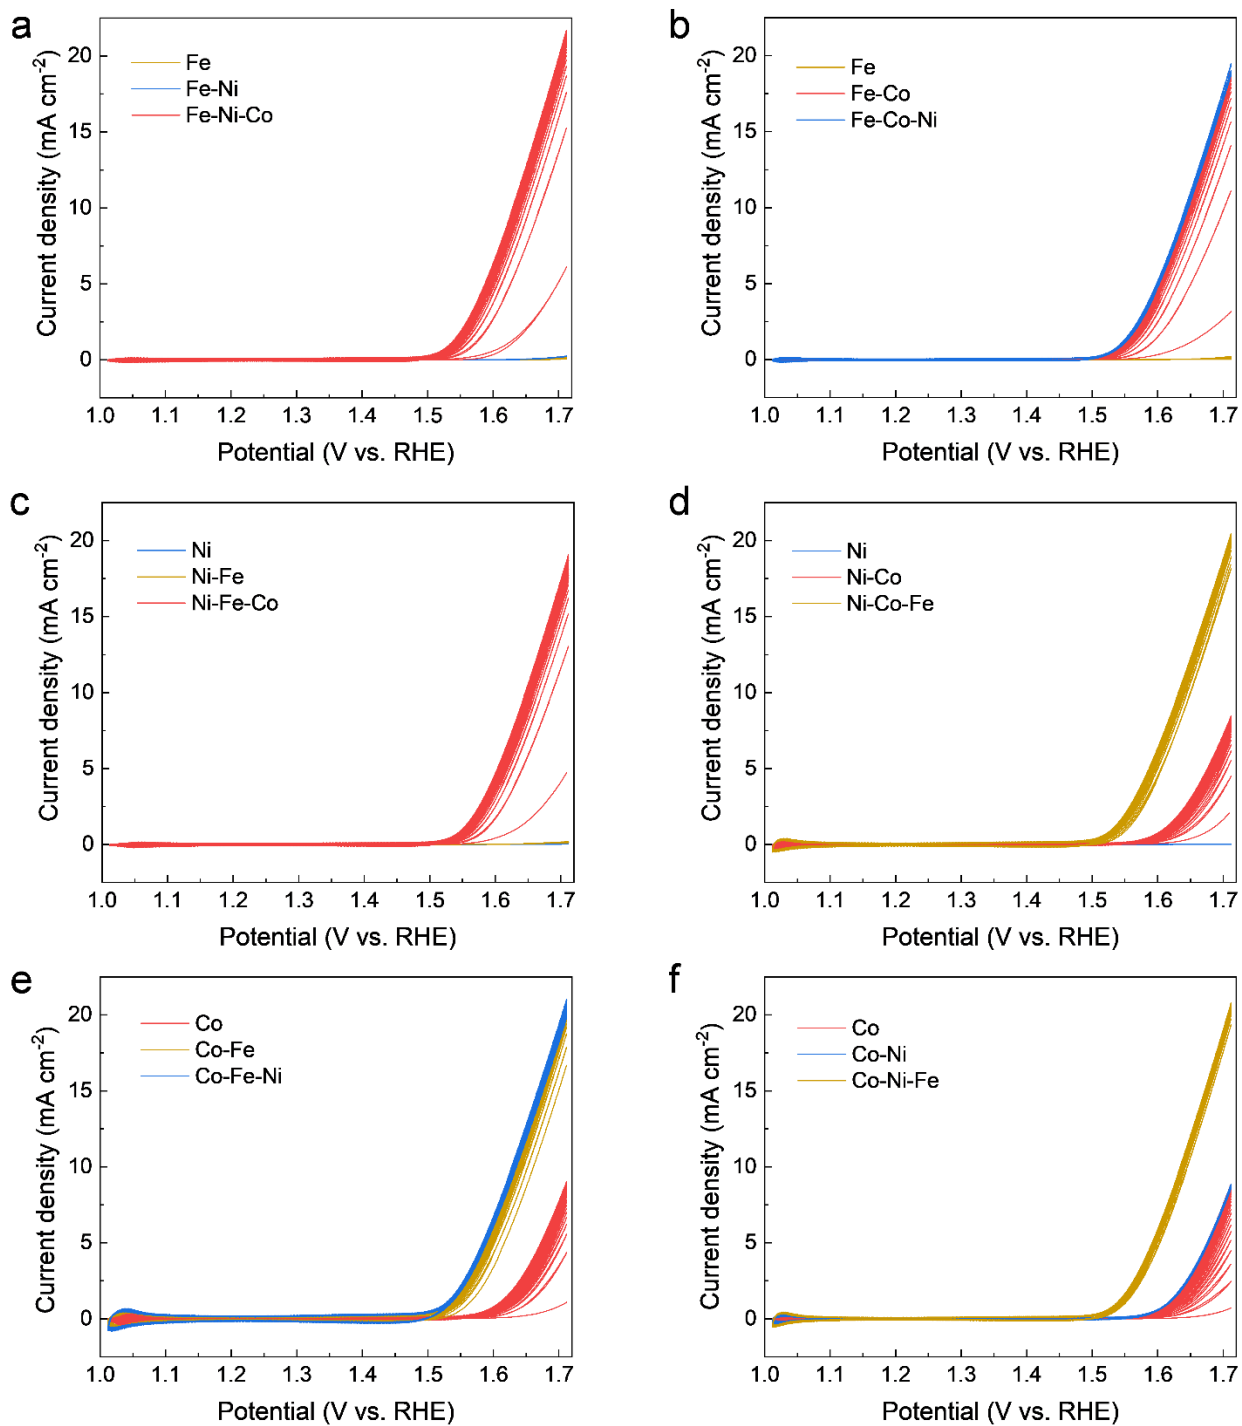 a
Current density (mA cm⁻²)
20
15
10
5
0
Fe
Fe-Ni
Fe-Ni-Co
1.0 1.1 1.2 1.3 1.4 1.5 1.6 1.7
Potential (V vs. RHE)
b
Current density (mA cm⁻²)
20
15
10
5
0
Fe
Fe-Co
Fe-Co-Ni
1.0 1.1 1.2 1.3 1.4 1.5 1.6 1.7
Potential (V vs. RHE)
c
Current density (mA cm⁻²)
20
15
10
5
0
Ni
Ni-Fe
Ni-Fe-Co
1.0 1.1 1.2 1.3 1.4 1.5 1.6 1.7
Potential (V vs. RHE)
d
Current density (mA cm⁻²)
20
15
10
5
0
Ni
Ni-Co
Ni-Co-Fe
1.0 1.1 1.2 1.3 1.4 1.5 1.6 1.7
Potential (V vs. RHE)
e
Current density (mA cm⁻²)
20
15
10
5
0
Co
Co-Fe
Co-Fe-Ni
1.0 1.1 1.2 1.3 1.4 1.5 1.6 1.7
Potential (V vs. RHE)
f
Current density (mA cm⁻²)
20
15
10
5
0
Co
Co-Ni
Co-Ni-Fe
1.0 1.1 1.2 1.3 1.4 1.5 1.6 1.7
Potential (V vs. RHE)